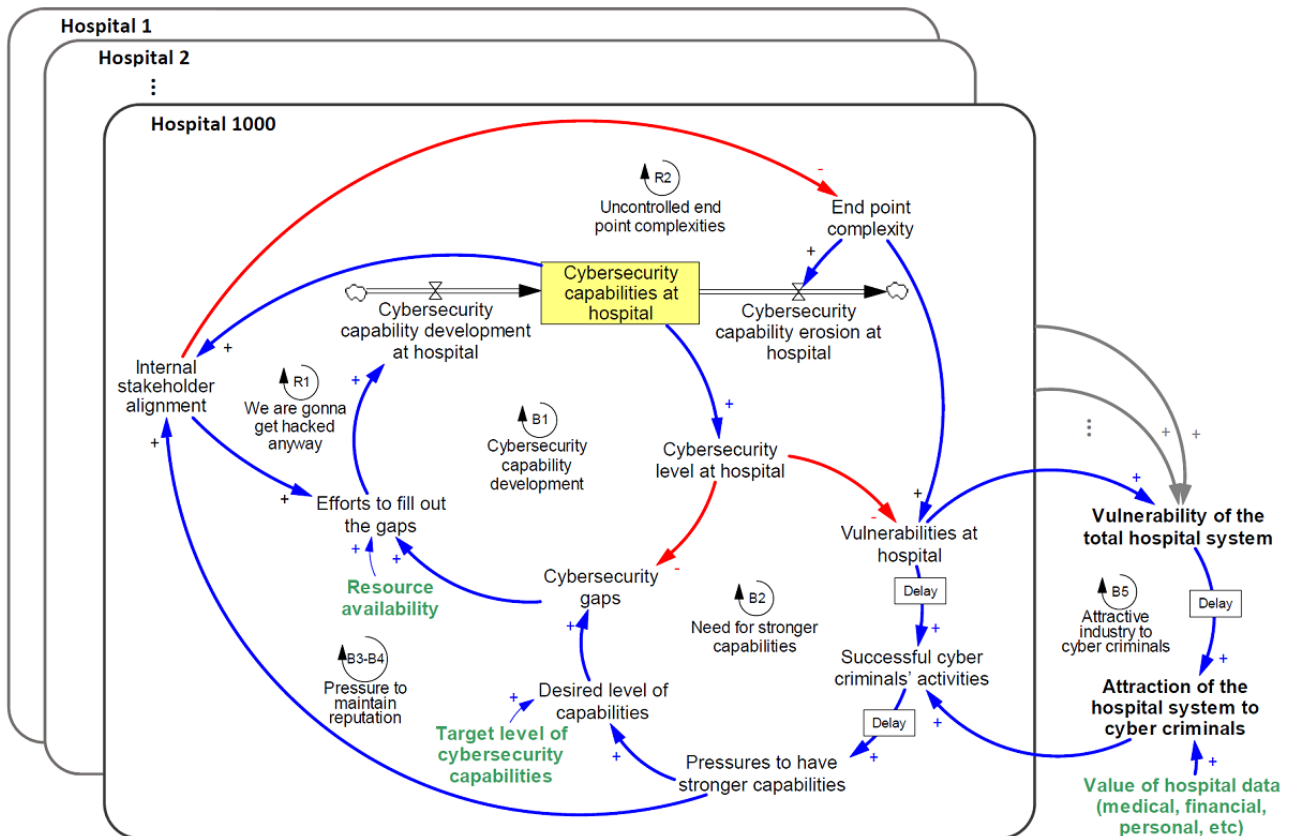 Hospital 1
Hospital 2
⋮
Hospital 1000
R2
Uncontrolled end
point complexities
-
End point
complexity
+
Cybersecurity
capabilities at
hospital
Cybersecurity
capability development
at hospital
Cybersecurity
capability erosion at
hospital
+
Internal
stakeholder
alignment
+
R1
We are gonna
get hacked
anyway
+
B1
Cybersecurity
capability
development
+
Cybersecurity
level at hospital
+
Efforts to fill out
the gaps
+
+
Resource
availability
-
Cybersecurity
gaps
+
-
+
Vulnerabilities at
hospital
Delay
+
B2
Need for stronger
capabilities
Successful cyber
criminals' activities
+
Delay
+
B3-B4
Pressure to
maintain
reputation
Desired level of
capabilities
+
+
Target level of
cybersecurity
capabilities
Pressures to have
stronger capabilities
⋮
+
+
+
Vulnerability of the
total hospital system
B5
Attractive
industry to
cyber criminals
Delay
+
Attraction of the
hospital system to
cyber criminals
+
Value of hospital data
(medical, financial,
personal, etc)